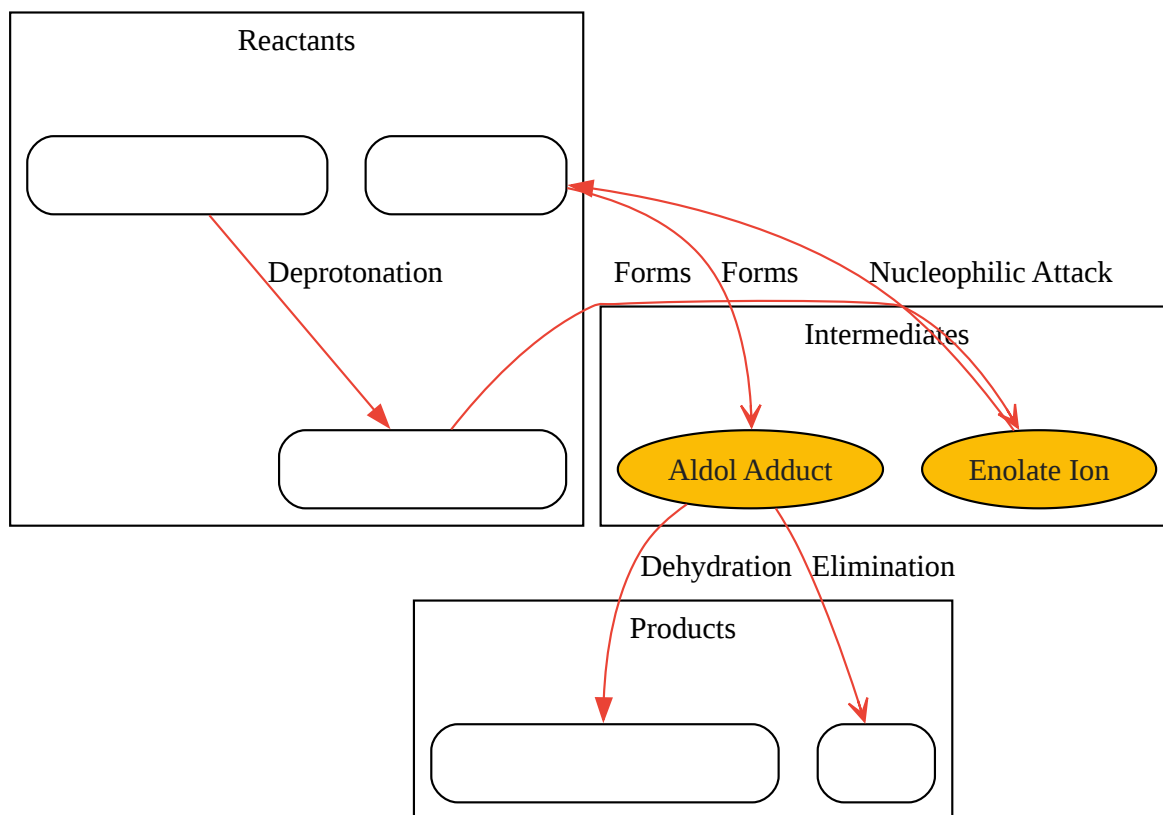 Reactants
Deprotonation
Forms
Forms
Nucleophilic Attack
Intermediates
Aldol Adduct
Enolate Ion
Dehydration
Elimination
Products